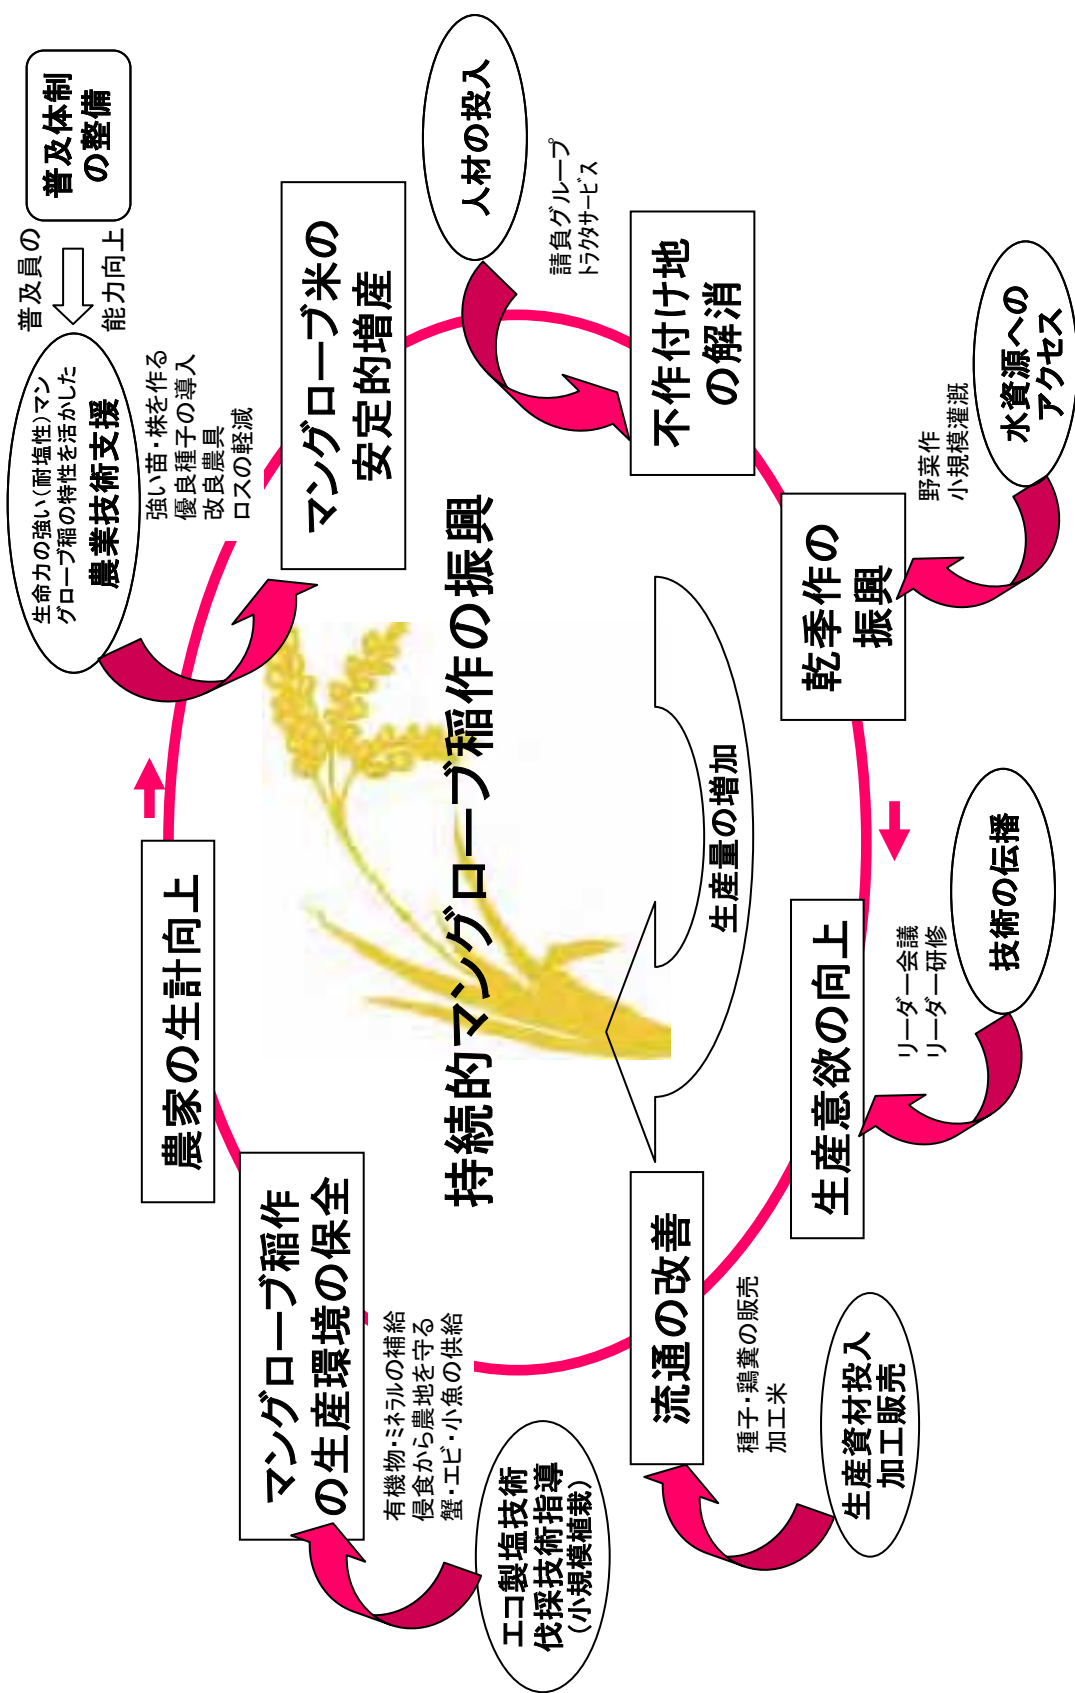 農家の生計向上
生命力の強い(耐塩性)マン
グローブ稲の特性を活かした
農業技術支援
普及員の
能力向上
普及体制
の整備
強い苗・株を作る
優良種子の導入
改良農具
ロスの軽減
マングローブ米の
安定的増産
人材の投入
請負グループ
トラクタサービス
不作付け地
の解消
マングローブ稲作
の生産環境の保全
有機物・ミネラルの補給
侵食から農地を守る
蟹・エビ・小魚の供給
エコ製塩技術
伐採技術指導
(小規模植栽)
持続的マングローブ稲作の振興
生産量の増加
流通の改善
種子・鶏糞の販売
加工米
生産資材投入
加工販売
生産意欲の向上
リーダー会議
リーダー研修
技術の伝播
乾季作の
振興
野菜作
小規模灌漑
水資源への
アクセス